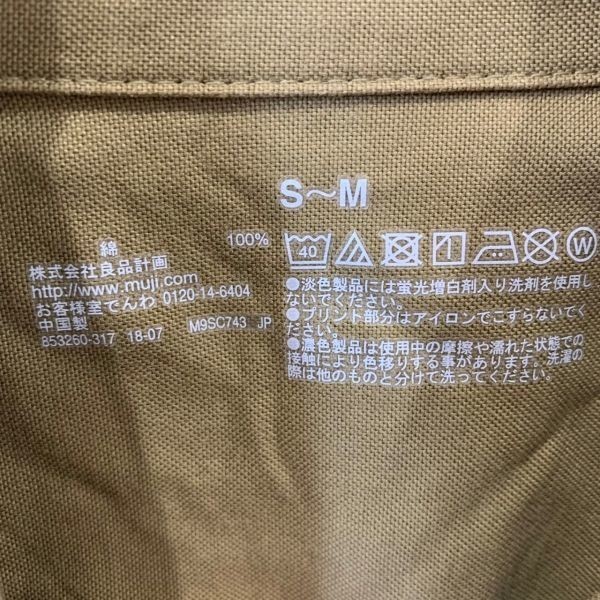 S～M
綿 100%
株式会社良品計画
http://www.muji.com
お客様室でんわ 0120-14-6404
中国製 M9SC743 JP
853260-317 18-07
40
W
●淡色製品には蛍光増白剤入り洗剤を使用し
ないでください。
●プリント部分はアイロンでこすらないでく
ださい。
●濃色製品は使用中の摩擦や濡れた状態での
接触により色移りする事があります。洗濯の
際は他のものと分けて洗ってください。